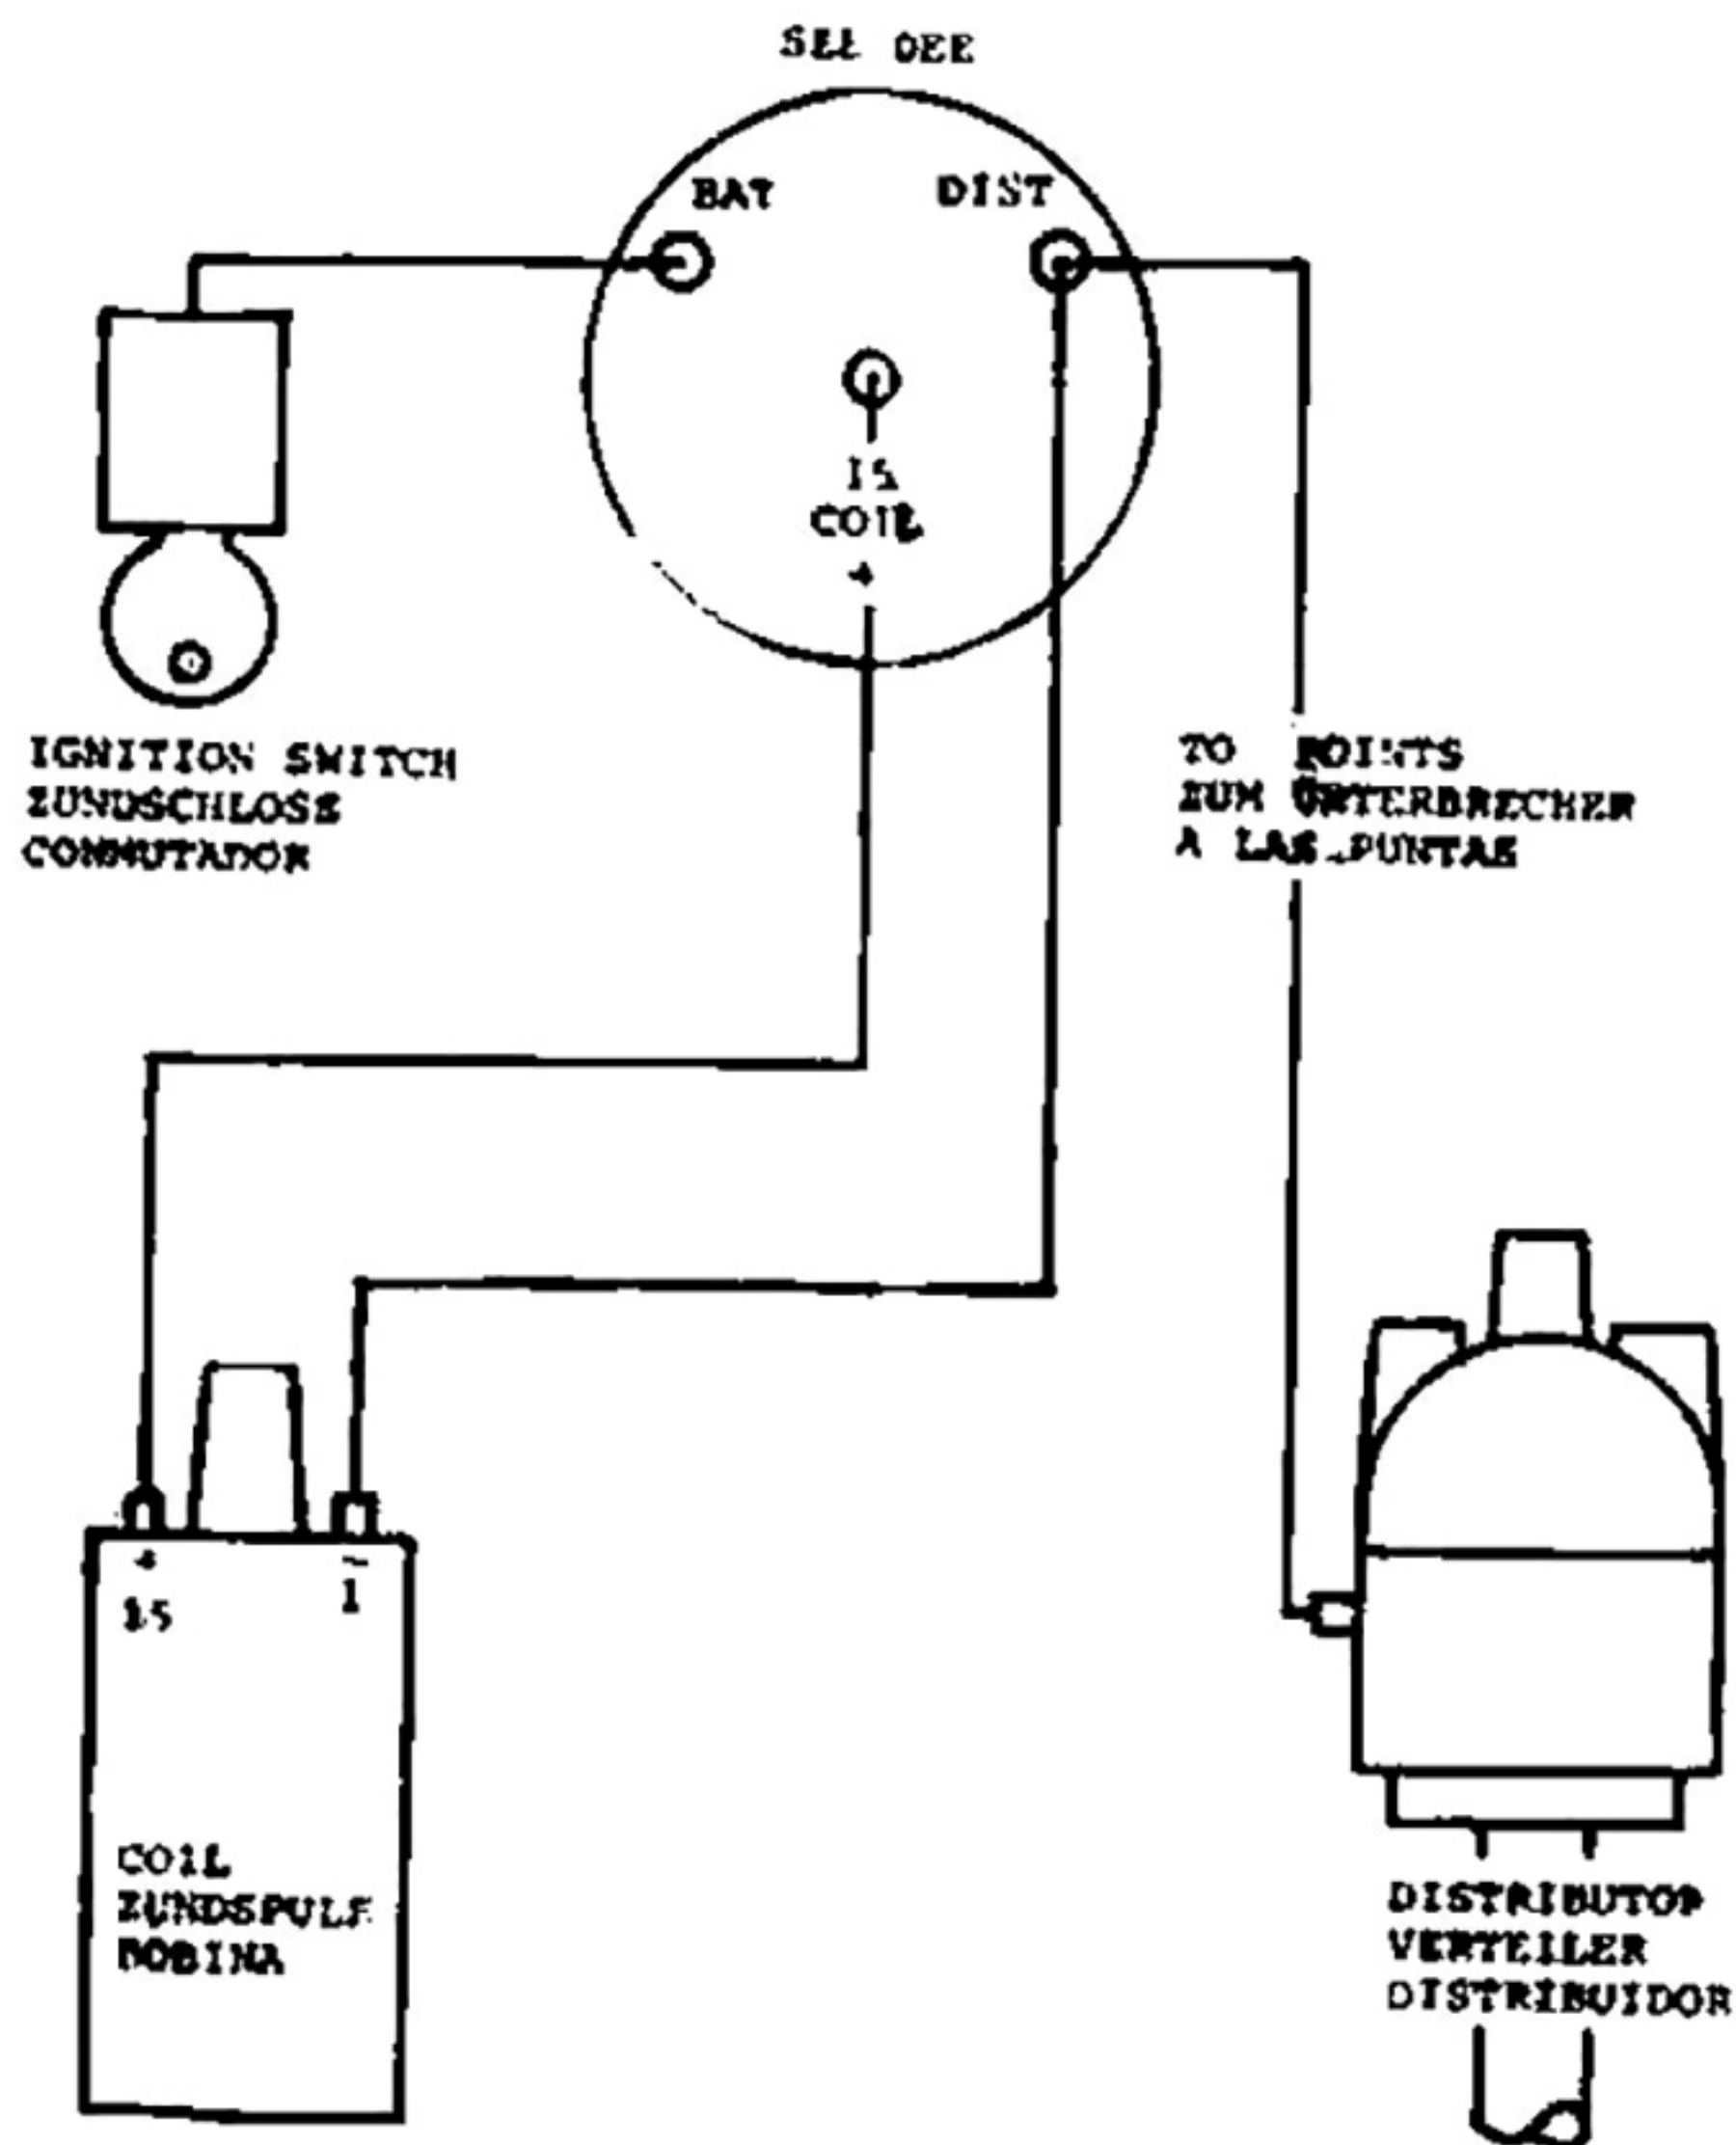 SEE DEE
BAT
DIST
15
COIL
+
IGNITION SWITCH
ZUNDSCHLOSS
CONMUTADOR
TO POINTS
ZUM UNTERBRECHER
A LAS PUNTAS
+
-
15
1
COIL
ZUNDSPULE
BOBINA
DISTRIBUTOR
VERTEILER
DISTRIBUIDOR